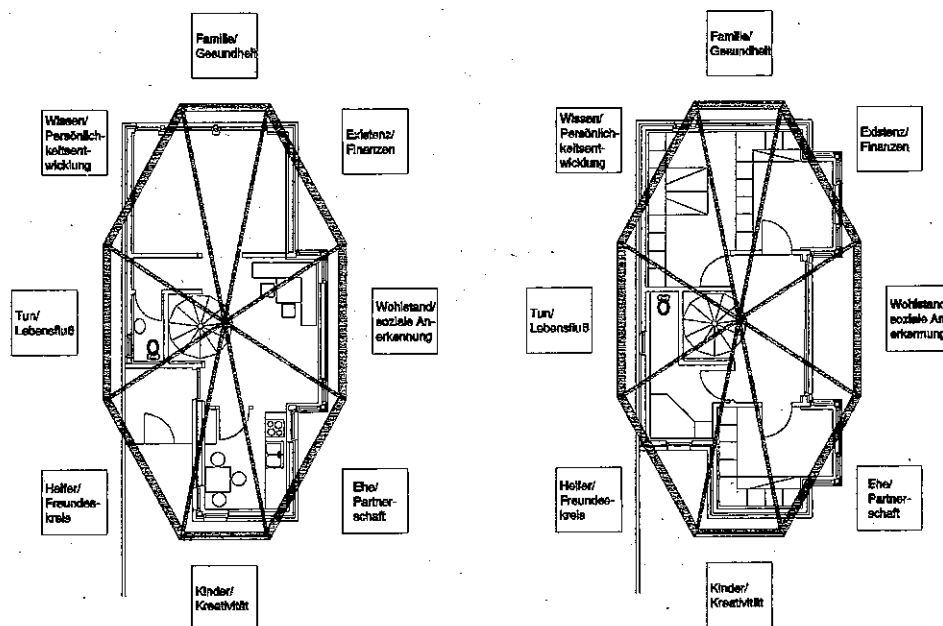 Familie/
Gesundheit
Wissen/
Persönlich-
keitsent-
wicklung
Existenz/
Finanzen
Tun/
Lebensfluß
Wohlstand/
soziale An-
erkennung
Helfer/
Freundes-
kreis
Ehe/
Partner-
schaft
Kinder/
Kreativität
Familie/
Gesundheit
Wissen/
Persönlich-
keitsent-
wicklung
Existenz/
Finanzen
Tun/
Lebensfluß
Wohlstand/
soziale An
erkennung
Helfer/
Freundes-
kreis
Ehe/
Partner-
schaft
Kinder/
Kreativität